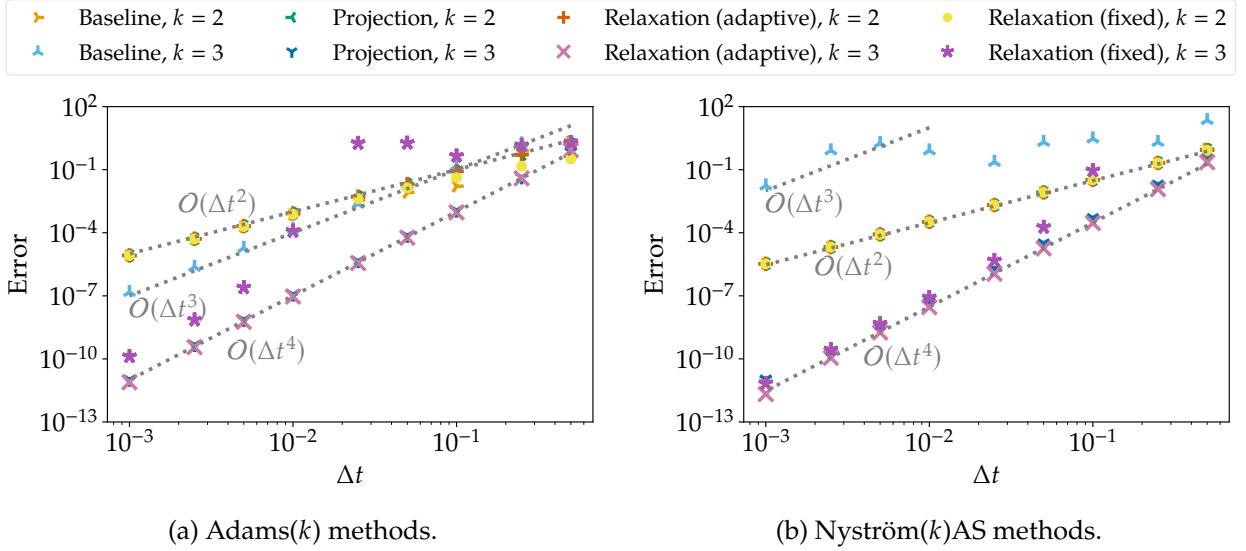 Baseline, k = 2 Projection, k = 2 Relaxation (adaptive), k = 2 Relaxation (fixed), k = 2
Baseline, k = 3 Projection, k = 3 Relaxation (adaptive), k = 3 Relaxation (fixed), k = 3
10^2
10^−1
10^−4
10^−7
10^−10
10^−13
Error
O(Δt^2)
O(Δt^3)
O(Δt^4)
10^−3 10^−2 10^−1
Δt
(a) Adams(k) methods.
10^2
10^−1
10^−4
10^−7
10^−10
10^−13
Error
O(Δt^3)
O(Δt^2)
O(Δt^4)
10^−3 10^−2 10^−1
Δt
(b) Nyström(k)AS methods.